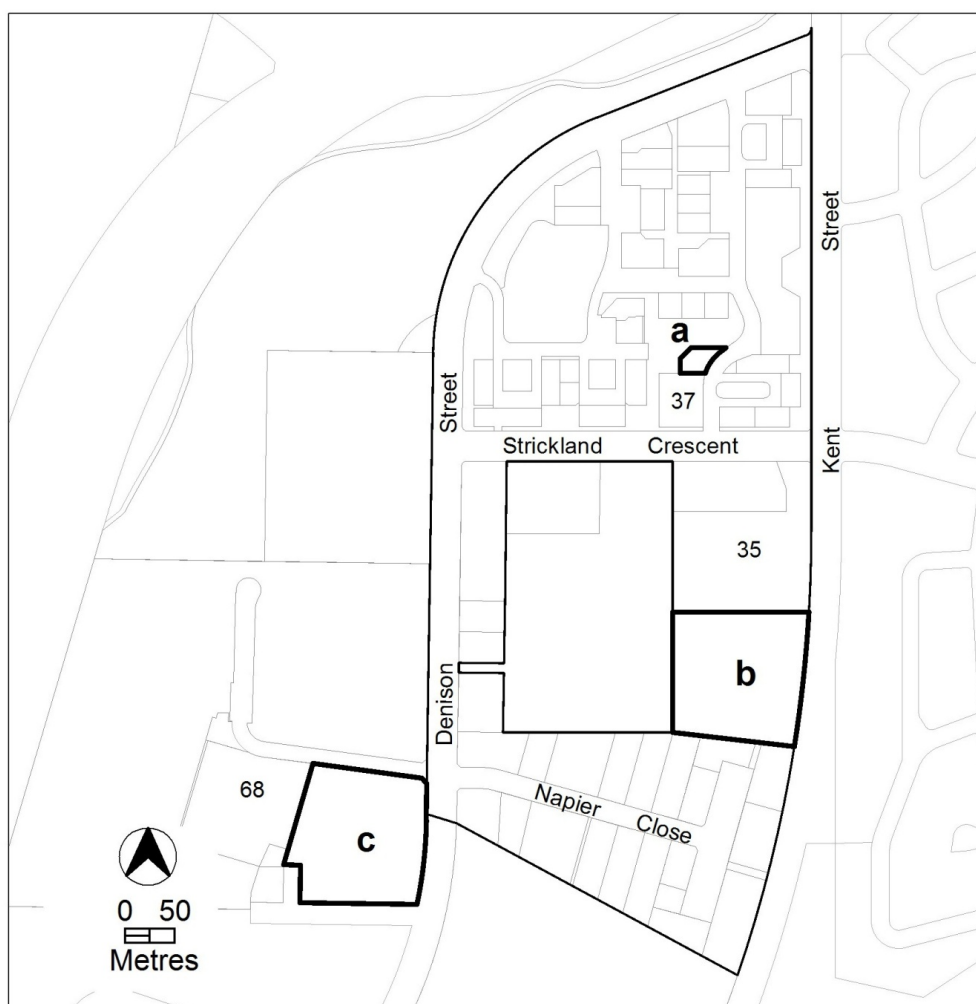 Street
a
37
Street
Kent
Strickland Crescent
35
b
Denison
68
c
Napier
Close
0 50
Metres